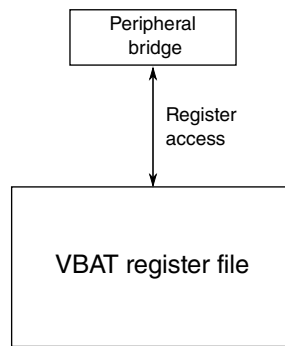 Peripheral
bridge
Register
access
VBAT register file